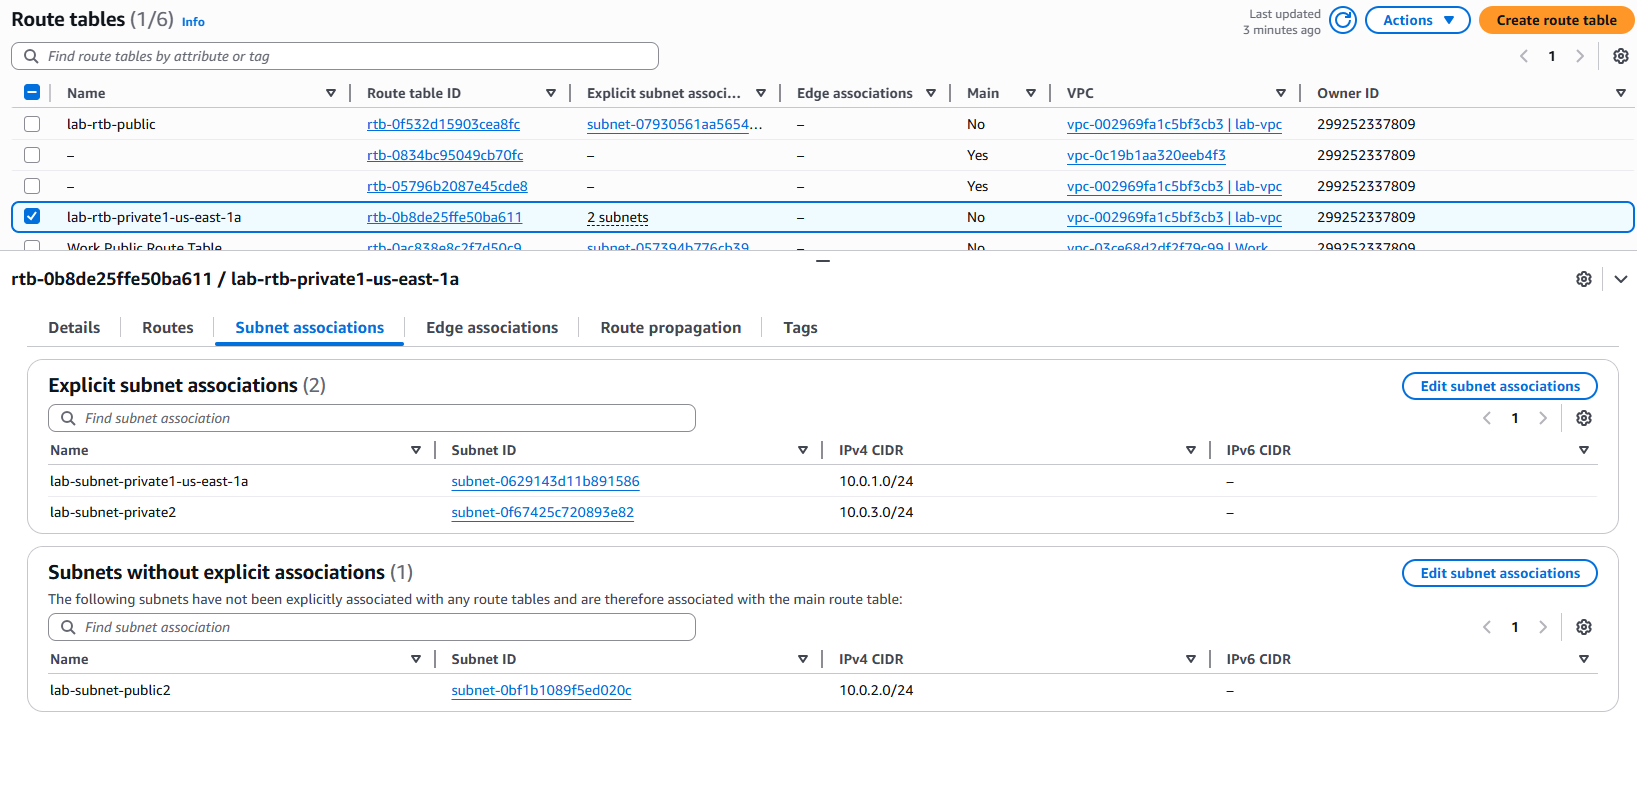 Route tables (1/6) Info
Last updated
3 minutes ago
Actions
Create route table
Find route tables by attribute or tag
1
Name Route table ID Explicit subnet associ... Edge associations Main VPC Owner ID
lab-rtb-public rtb-0f532d15903cea8fc subnet-07930561aa5654... – No vpc-002969fa1c5bf3cb3 | lab-vpc 299252337809
– rtb-0834bc95049cb70fc – – Yes vpc-0c19b1aa320eeb4f3 299252337809
– rtb-05796b2087e45cde8 – – Yes vpc-002969fa1c5bf3cb3 | lab-vpc 299252337809
lab-rtb-private1-us-east-1a rtb-0b8de25ffe50ba611 2 subnets – No vpc-002969fa1c5bf3cb3 | lab-vpc 299252337809
Work Public Route Table rtb-0ac838e8c2f7d50c9 subnet-057394b776cb39... No vpc-03ce68d2df2f79c99 | Work 299252337809
rtb-0b8de25ffe50ba611 / lab-rtb-private1-us-east-1a
Details Routes Subnet associations Edge associations Route propagation Tags
Explicit subnet associations (2)
Edit subnet associations
Find subnet association
1
Name Subnet ID IPv4 CIDR IPv6 CIDR
lab-subnet-private1-us-east-1a subnet-0629143d11b891586 10.0.1.0/24 –
lab-subnet-private2 subnet-0f67425c720893e82 10.0.3.0/24 –
Subnets without explicit associations (1)
Edit subnet associations
The following subnets have not been explicitly associated with any route tables and are therefore associated with the main route table:
Find subnet association
1
Name Subnet ID IPv4 CIDR IPv6 CIDR
lab-subnet-public2 subnet-0bf1b1089f5ed020c 10.0.2.0/24 –